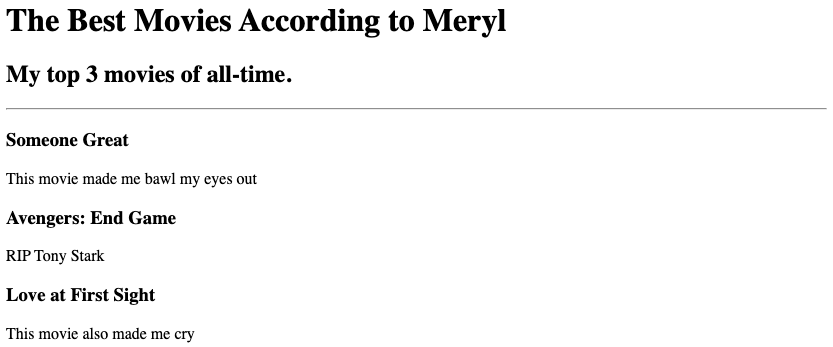 The Best Movies According to Meryl
My top 3 movies of all-time.
Someone Great
This movie made me bawl my eyes out
Avengers: End Game
RIP Tony Stark
Love at First Sight
This movie also made me cry